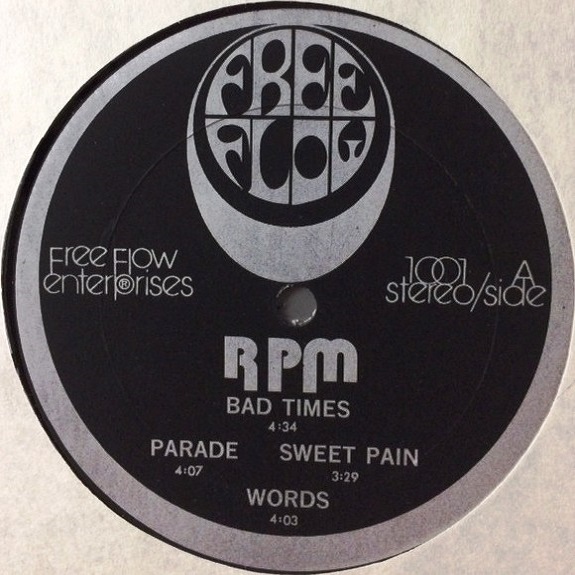 FREE
FLOW
Free Flow
enterprises
®
1001 A
stereo/side
RPM
BAD TIMES
4:34
PARADE SWEET PAIN
4:07 3:29
WORDS
4:03